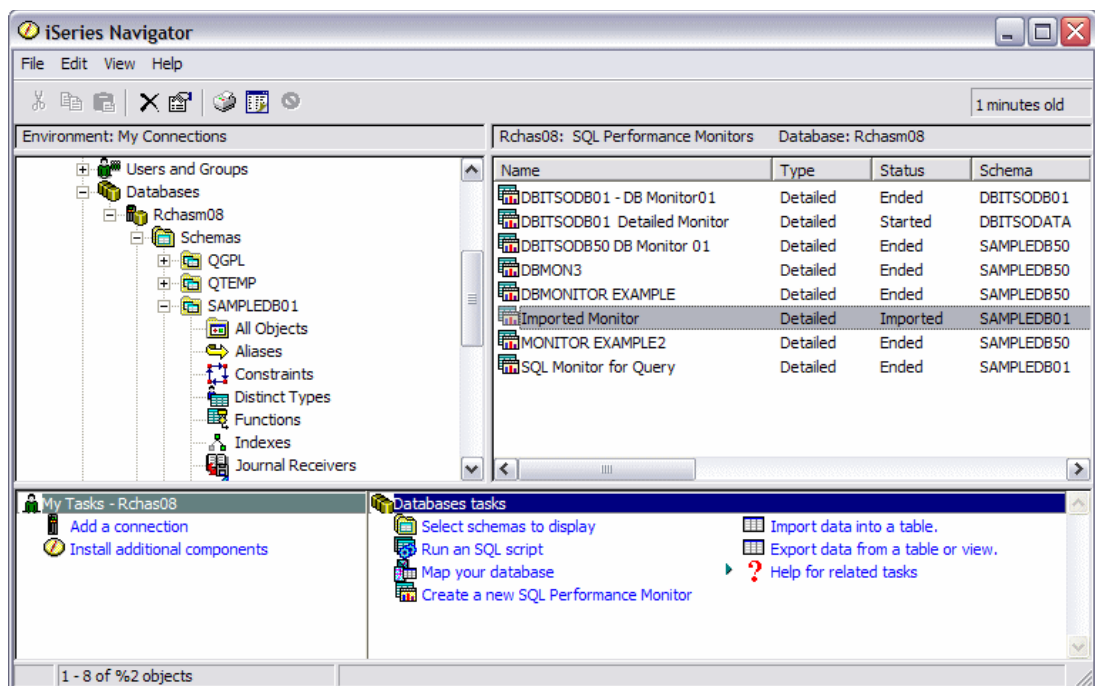 iSeries Navigator
File Edit View Help
1 minutes old
Environment: My Connections
Rchas08: SQL Performance Monitors Database: Rchasm08
Users and Groups
Databases
Rchasm08
Schemas
QGPL
QTEMP
SAMPLEDB01
All Objects
Aliases
Constraints
Distinct Types
Functions
Indexes
Journal Receivers
Name Type Status Schema
DBITSODB01 - DB Monitor01 Detailed Ended DBITSODB01
DBITSODB01 Detailed Monitor Detailed Started DBITSODATA
DBITSODB50 DB Monitor 01 Detailed Ended SAMPLEDB50
DBMON3 Detailed Ended SAMPLEDB50
DBMONITOR EXAMPLE Detailed Ended SAMPLEDB50
Imported Monitor Detailed Imported SAMPLEDB01
MONITOR EXAMPLE2 Detailed Ended SAMPLEDB50
SQL Monitor for Query Detailed Ended SAMPLEDB01
My Tasks - Rchas08
Add a connection
Install additional components
Databases tasks
Select schemas to display
Run an SQL script
Map your database
Create a new SQL Performance Monitor
Import data into a table.
Export data from a table or view.
Help for related tasks
1 - 8 of %2 objects